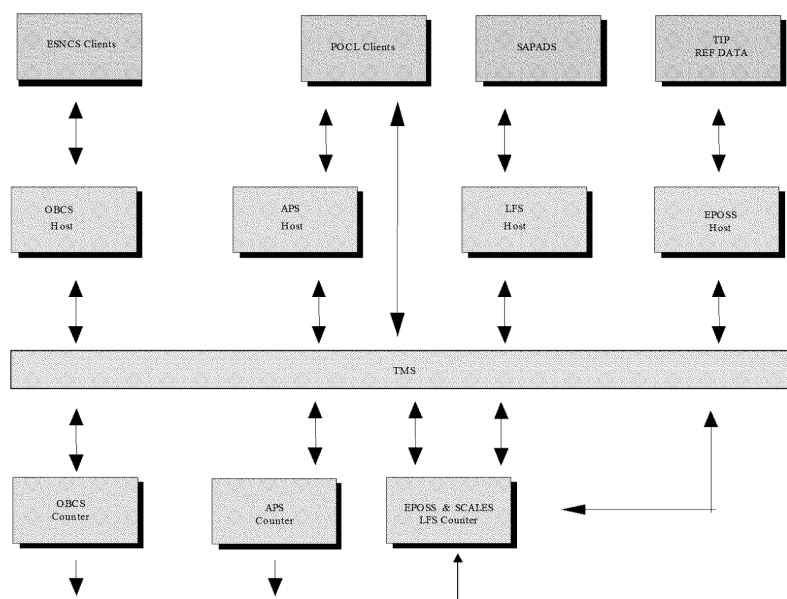 ESNCS Clients
POCL Clients
SAPADS
TIP
REF DATA
OBCS
Host
APS
Host
LFS
Host
EPOSS
Host
TMS
OBCS
Counter
APS
Counter
EPOSS & SCALES
LFS Counter